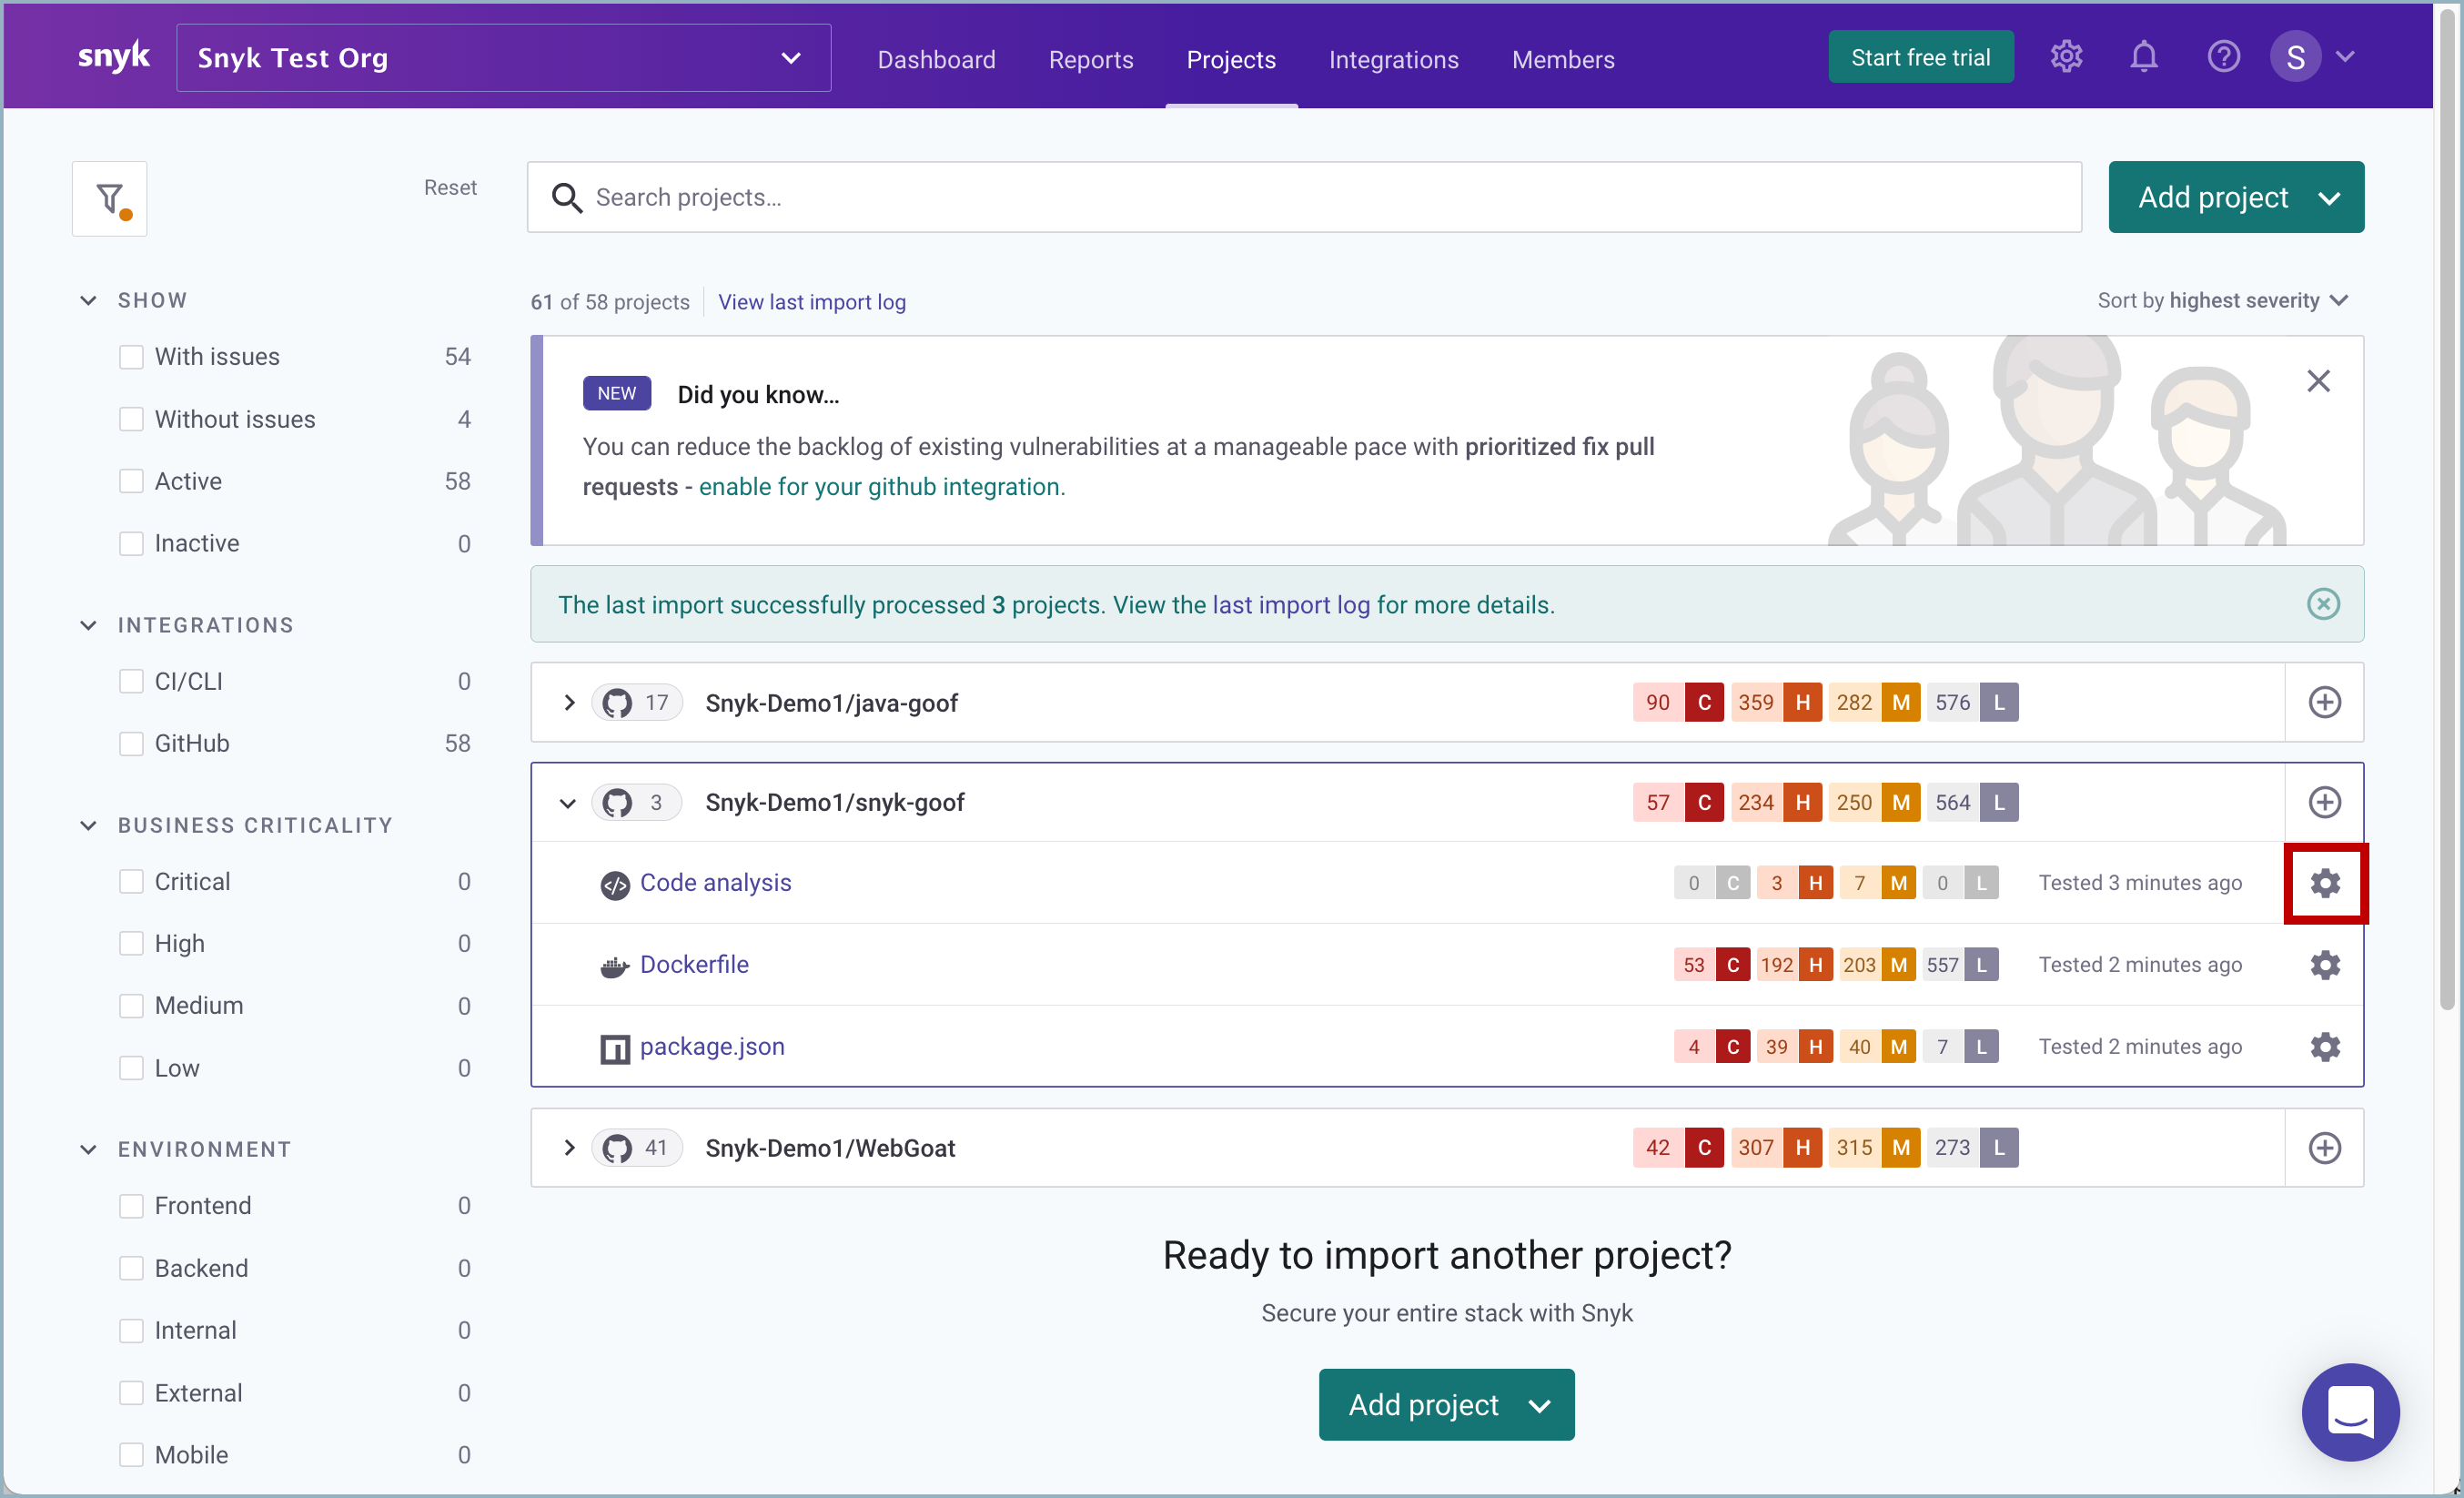 snyk
Snyk Test Org
Dashboard Reports Projects Integrations Members
Start free trial
? S
Reset
Search projects...
Add project
SHOW
With issues 54
Without issues 4
Active 58
Inactive 0
INTEGRATIONS
CI/CLI 0
GitHub 58
BUSINESS CRITICALITY
Critical 0
High 0
Medium 0
Low 0
ENVIRONMENT
Frontend 0
Backend 0
Internal 0
External 0
Mobile 0
61 of 58 projects View last import log
Sort by highest severity
NEW Did you know...
You can reduce the backlog of existing vulnerabilities at a manageable pace with prioritized fix pull
requests - enable for your github integration.
The last import successfully processed 3 projects. View the last import log for more details.
17 Snyk-Demo1/java-goof 90 C 359 H 282 M 576 L
3 Snyk-Demo1/snyk-goof 57 C 234 H 250 M 564 L
</> Code analysis 0 C 3 H 7 M 0 L Tested 3 minutes ago
Dockerfile 53 C 192 H 203 M 557 L Tested 2 minutes ago
package.json 4 C 39 H 40 M 7 L Tested 2 minutes ago
41 Snyk-Demo1/WebGoat 42 C 307 H 315 M 273 L
Ready to import another project?
Secure your entire stack with Snyk
Add project